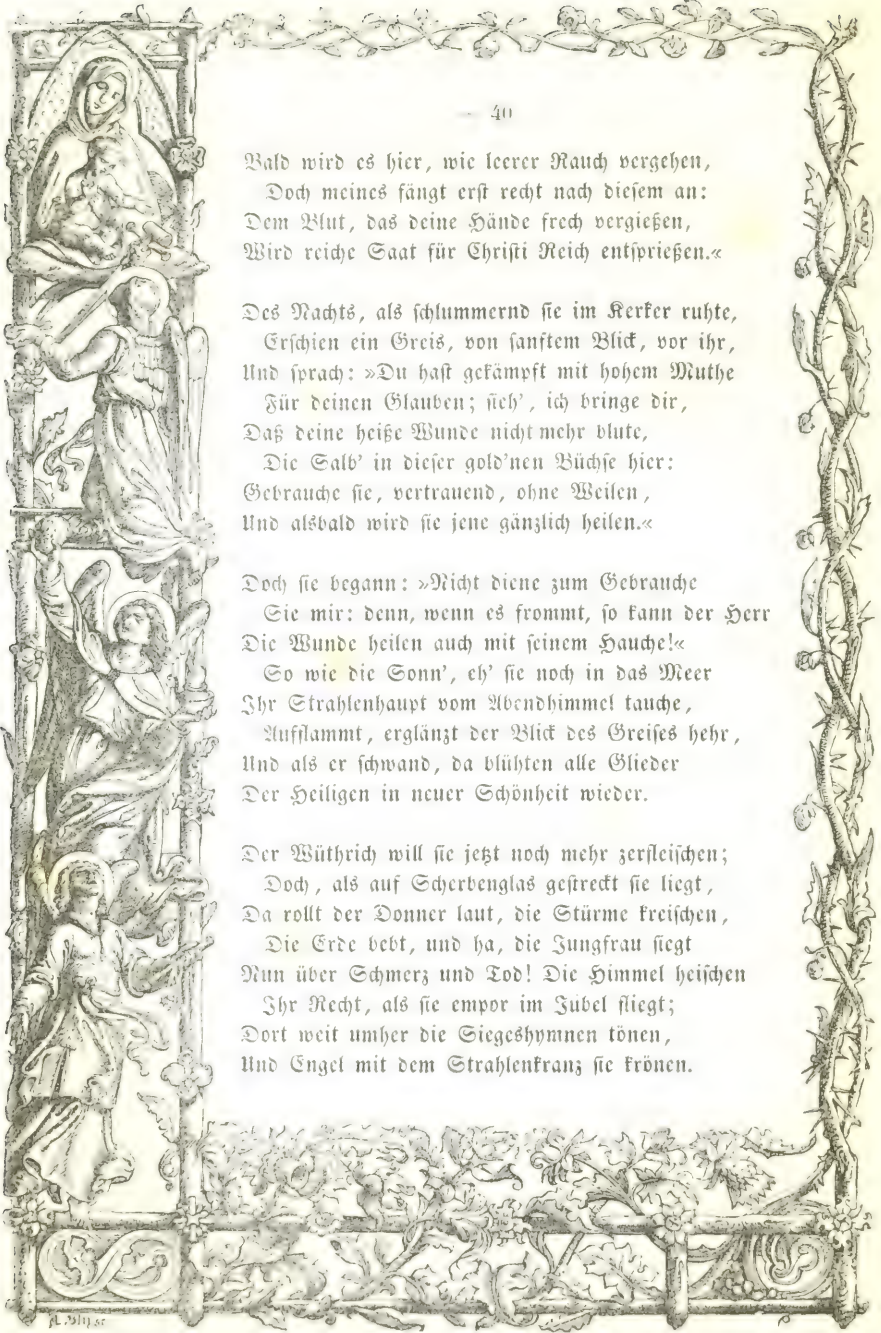 — 40
Bald wird es hier, wie leerer Rauch vergehen,
Doch meines fängt erst recht nach diesem an:
Dem Blut, das deine Hände frech vergießen,
Wird reiche Saat für Christi Reich entsprießen.«
Des Nachts, als schlummernd sie im Kerker ruhte,
Erschien ein Greis, von sanftem Blick, vor ihr,
Und sprach: »Du hast gekämpft mit hohem Muthe
Für deinen Glauben; sieh', ich bringe dir,
Daß deine heiße Wunde nicht mehr blute,
Die Salb' in dieser gold'nen Büchse hier:
Gebrauche sie, vertrauend, ohne Weilen,
Und alsbald wird sie jene gänzlich heilen.«
Doch sie begann: »Nicht diene zum Gebrauche
Sie mir: denn, wenn es frommt, so kann der Herr
Die Wunde heilen auch mit seinem Hauche!«
So wie die Sonn', eh' sie noch in das Meer
Ihr Strahlenhaupt vom Abendhimmel tauche,
Aufflammt, erglänzt der Blick des Greises hehr,
Und als er schwand, da blühten alle Glieder
Der Heiligen in neuer Schönheit wieder.
Der Wüthrich will sie jetzt noch mehr zerfleischen;
Doch, als auf Scherbenglas gestreckt sie liegt,
Da rollt der Donner laut, die Stürme kreischen,
Die Erde bebt, und ha, die Jungfrau siegt
Nun über Schmerz und Tod! Die Himmel heischen
Ihr Recht, als sie empor im Jubel fliegt;
Dort weit umher die Siegeshymnen tönen,
Und Engel mit dem Strahlenkranz sie krönen.